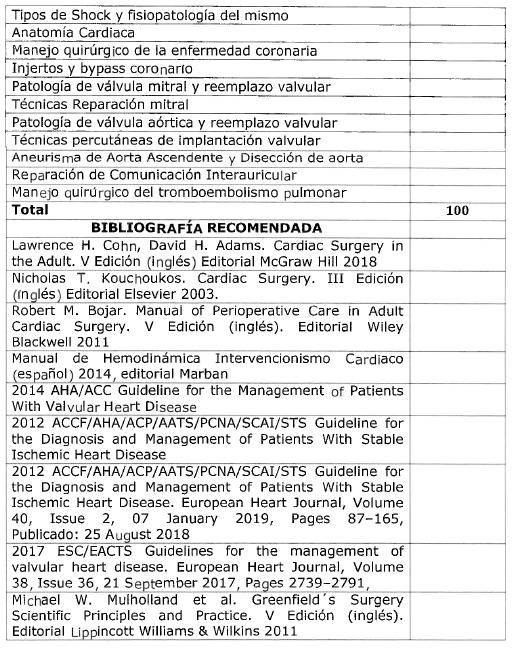 Tipos de Shock y fisiopatología del mismo
Anatomía Cardiaca
Manejo quirúrgico de la enfermedad coronaria
Injertos y bypass coronario
Patología de válvula mitral y reemplazo valvular
Técnicas Reparación mitral
Patología de válvula aórtica y reemplazo valvular
Técnicas percutáneas de implantación valvular
Aneurisma de Aorta Ascendente y Disección de aorta
Reparación de Comunicación Interauricular
Manejo quirúrgico del tromboembolismo pulmonar
Total 100
BIBLIOGRAFÍA RECOMENDADA
Lawrence H. Cohn, David H. Adams. Cardiac Surgery in
the Adult. V Edición (inglés) Editorial McGraw Hill 2018
Nicholas T. Kouchoukos. Cardiac Surgery. III Edición
(inglés) Editorial Elsevier 2003.
Robert M. Bojar. Manual of Perioperative Care in Adult
Cardiac Surgery. V Edición (inglés). Editorial Wiley
Blackwell 2011
Manual de Hemodinámica Intervencionismo Cardiaco
(español) 2014, editorial Marban
2014 AHA/ACC Guideline for the Management of Patients
With Valvular Heart Disease
2012 ACCF/AHA/ACP/AATS/PCNA/SCAI/STS Guideline for
the Diagnosis and Management of Patients With Stable
Ischemic Heart Disease
2012 ACCF/AHA/ACP/AATS/PCNA/SCAI/STS Guideline for
the Diagnosis and Management of Patients With Stable
Ischemic Heart Disease. European Heart Journal, Volume
40, Issue 2, 07 January 2019, Pages 87–165,
Publicado: 25 August 2018
2017 ESC/EACTS Guidelines for the management of
valvular heart disease. European Heart Journal, Volume
38, Issue 36, 21 September 2017, Pages 2739–2791,
Michael W. Mulholland et al. Greenfield´s Surgery
Scientific Principles and Practice. V Edición (inglés).
Editorial Lippincott Williams & Wilkins 2011